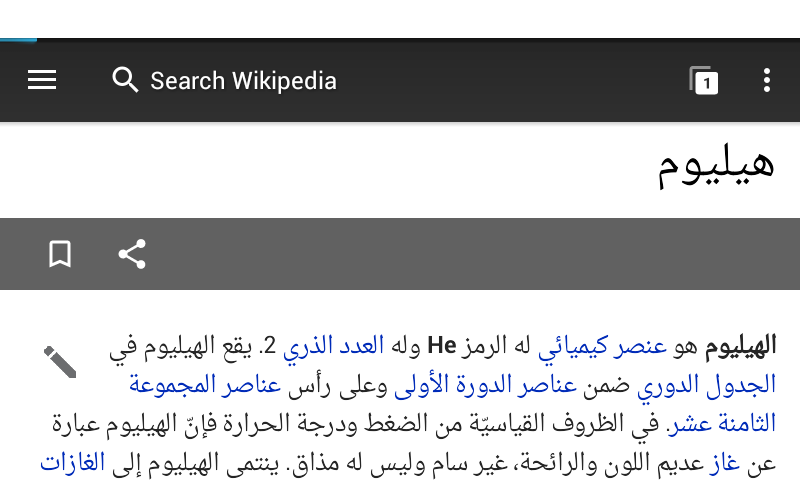 Search Wikipedia
1
هيليوم
الهيليوم هو عنصر كيميائي له الرمز He وله العدد الذري 2. يقع الهيليوم في
الجدول الدوري ضمن عناصر الدورة الأولى وعلى رأس عناصر المجموعة
الثامنة عشر. في الظروف القياسيّة من الضغط ودرجة الحرارة فإنّ الهيليوم عبارة
عن غاز عديم اللون والرائحة، غير سام وليس له مذاق. ينتمي الهيليوم إلى الغازات